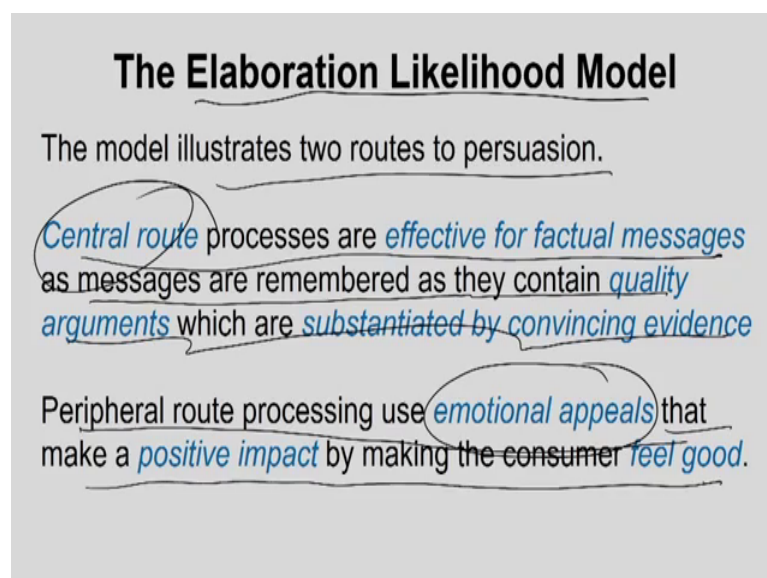 The Elaboration Likelihood Model
The model illustrates two routes to persuasion.
Central route processes are effective for factual messages
as messages are remembered as they contain quality
arguments which are substantiated by convincing evidence
Peripheral route processing use emotional appeals that
make a positive impact by making the consumer feel good.